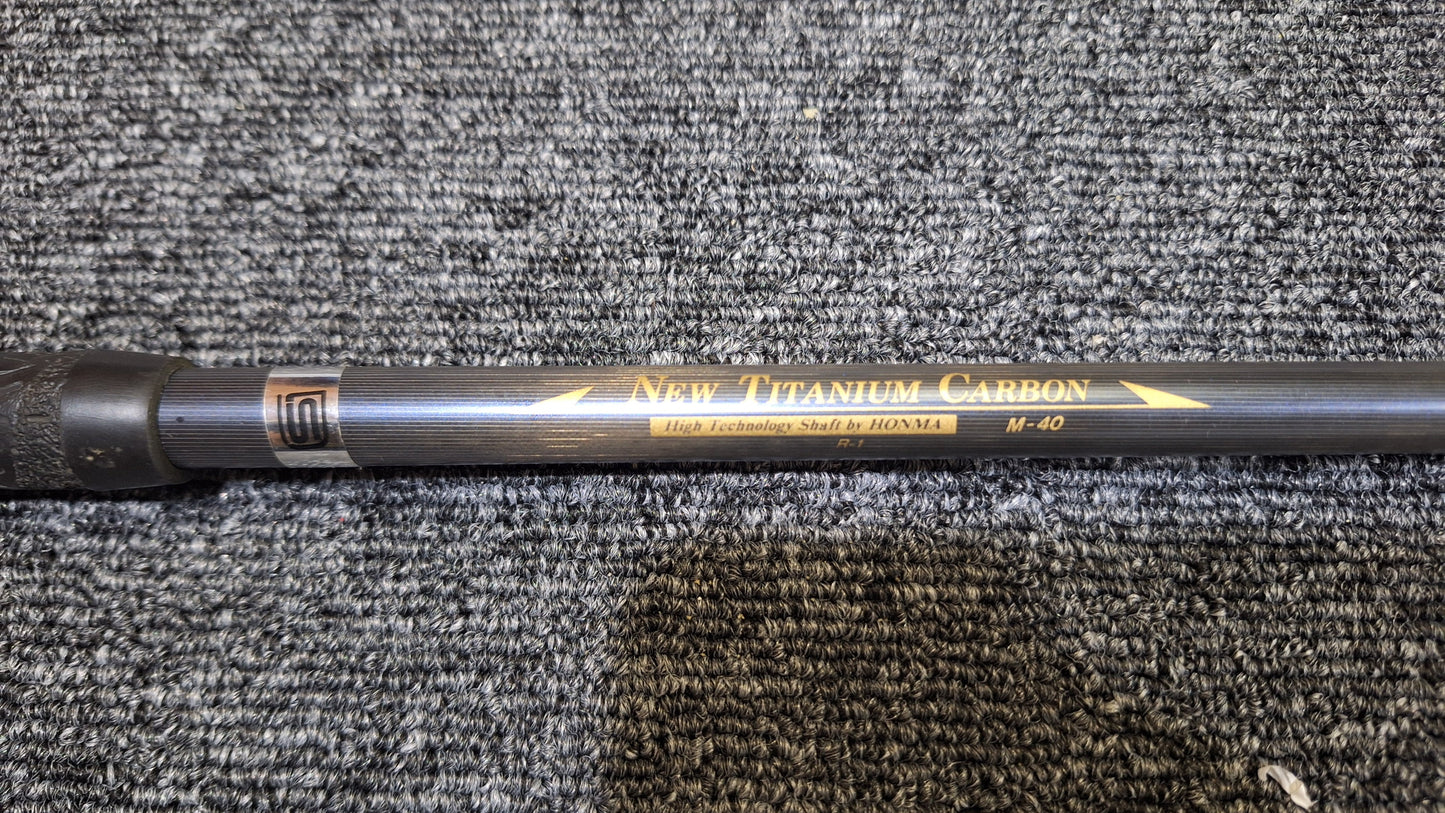 NEW TITANIUM CARBON
High Technology Shaft by HONMA M-40
R-1